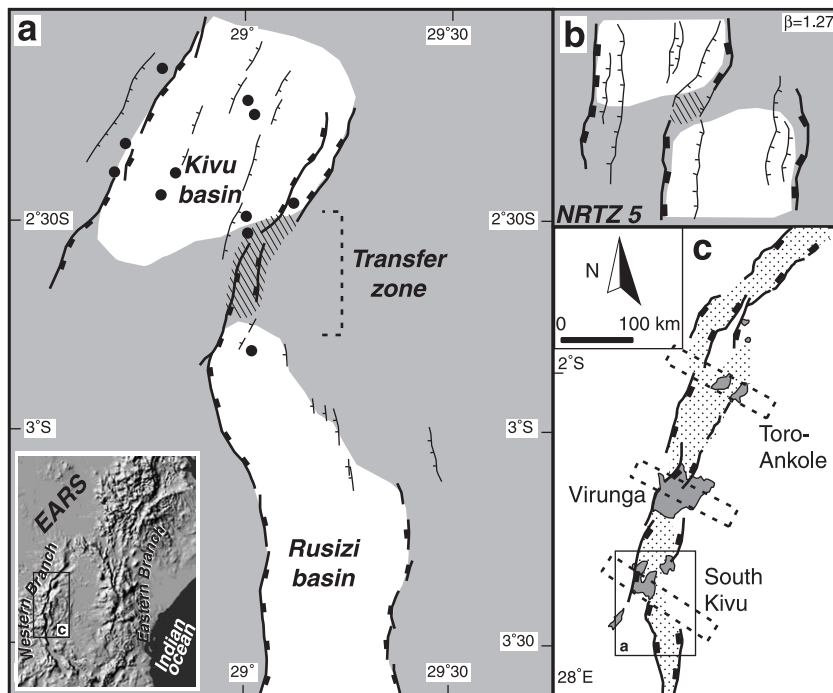 a
29°
29°30
Kivu
basin
2°30S
2°30S
Transfer
zone
3°S
3°S
Rusizi
basin
3°30
29°
29°30
EARS
Western Branch
Eastern Branch
c
Indian
ocean
b
β=1.27
NRTZ 5
c
N
0 100 km
2°S
Toro-
Ankole
Virunga
South
Kivu
a
28°E